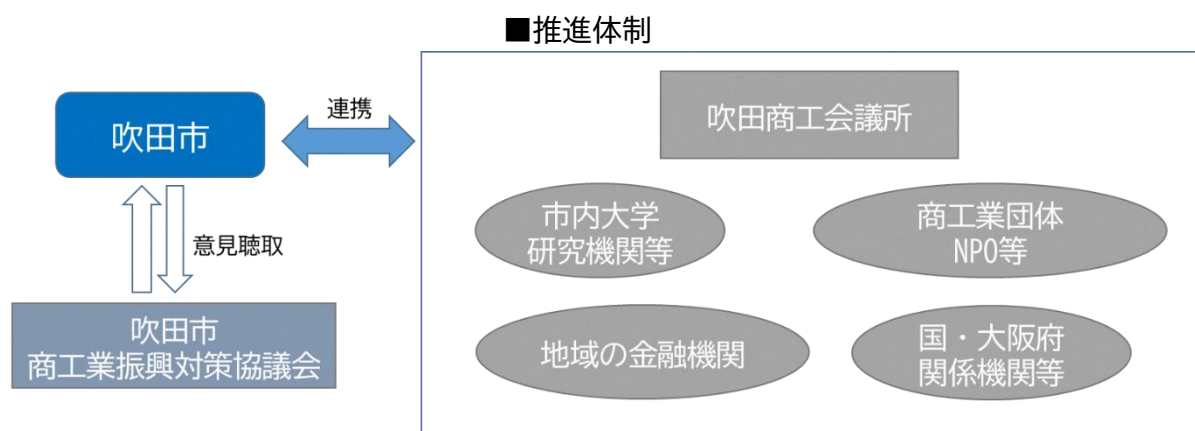 ■推進体制
吹田市
連携
意見聴取
吹田市
商工業振興対策協議会
吹田商工会議所
市内大学
研究機関等
商工業団体
NPO等
地域の金融機関
国・大阪府
関係機関等